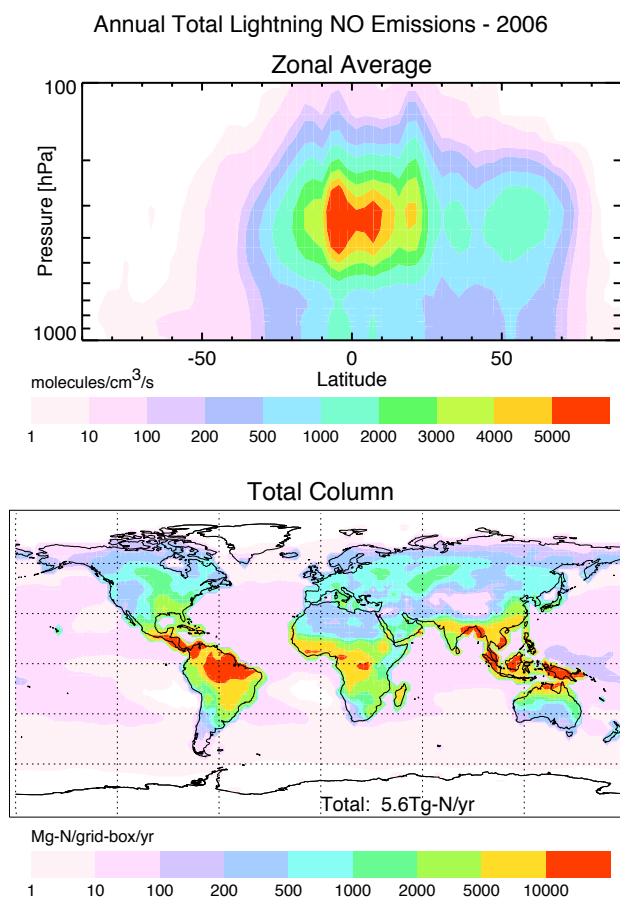 Annual Total Lightning NO Emissions - 2006
Zonal Average
100
Pressure [hPa]
1000
-50 0 50
Latitude
molecules/cm³/s
1 10 100 200 500 1000 2000 3000 4000 5000
Total Column
Total: 5.6Tg-N/yr
Mg-N/grid-box/yr
1 10 100 200 500 1000 2000 5000 10000